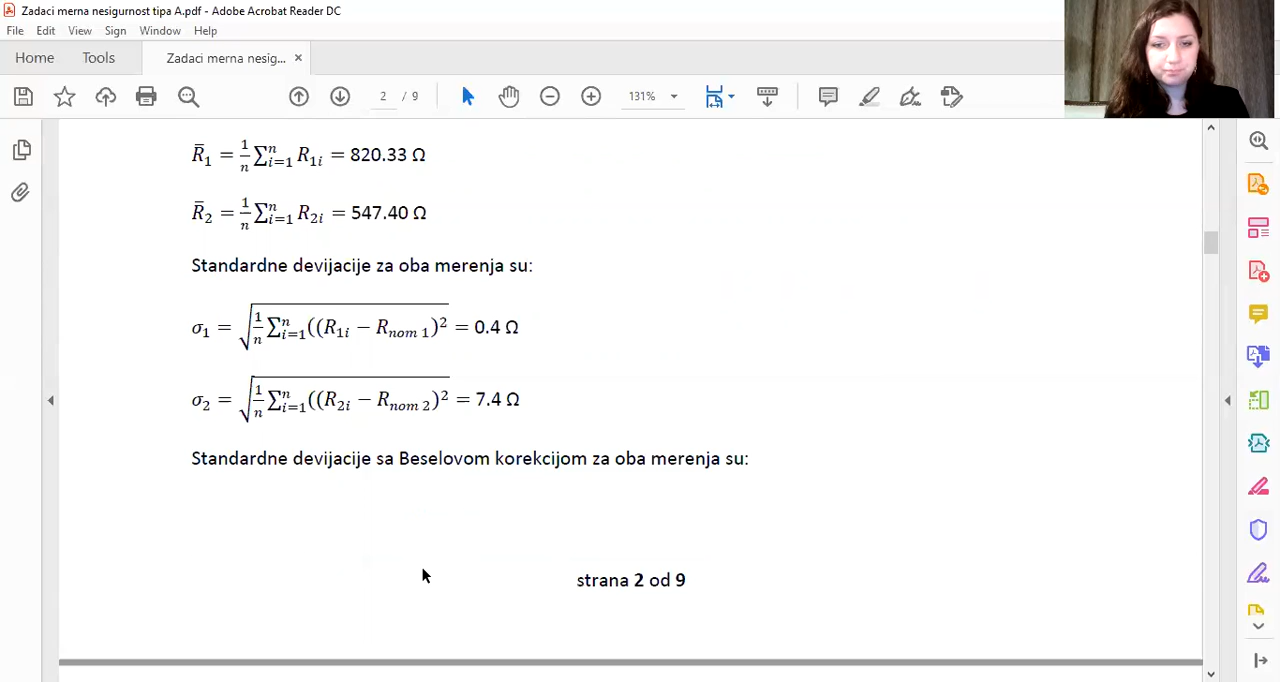 Zadaci merna nesigurnost tipa A.pdf - Adobe Acrobat Reader DC
File Edit View Sign Window Help
Home Tools Zadaci merna nesig... ×
2 / 9 131%
R̄₁ = 1/n ∑ⁿᵢ₌₁ R₁ᵢ = 820.33 Ω
R̄₂ = 1/n ∑ⁿᵢ₌₁ R₂ᵢ = 547.40 Ω
Standardne devijacije za oba merenja su:
σ₁ = √(1/n ∑ⁿᵢ₌₁((R₁ᵢ − Rₙₒₘ ₁)²) = 0.4 Ω
σ₂ = √(1/n ∑ⁿᵢ₌₁((R₂ᵢ − Rₙₒₘ ₂)²) = 7.4 Ω
Standardne devijacije sa Beselovom korekcijom za oba merenja su:
strana 2 od 9